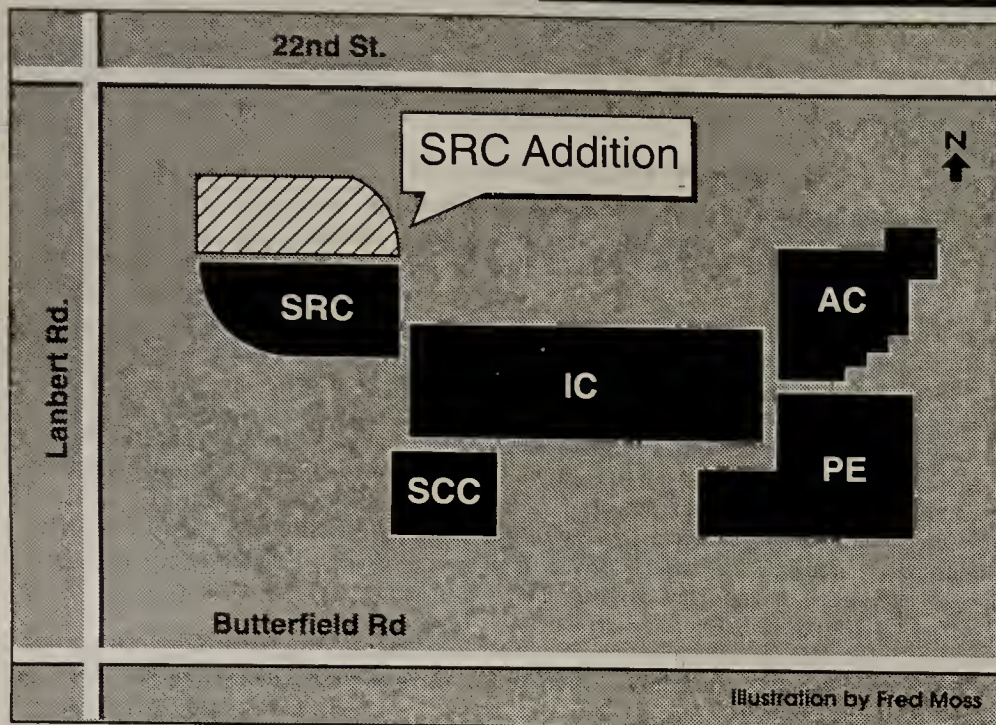 22nd St.
SRC Addition
N
SRC
AC
Lanbert Rd.
IC
SCC
PE
Butterfield Rd
Illustration by Fred Moss